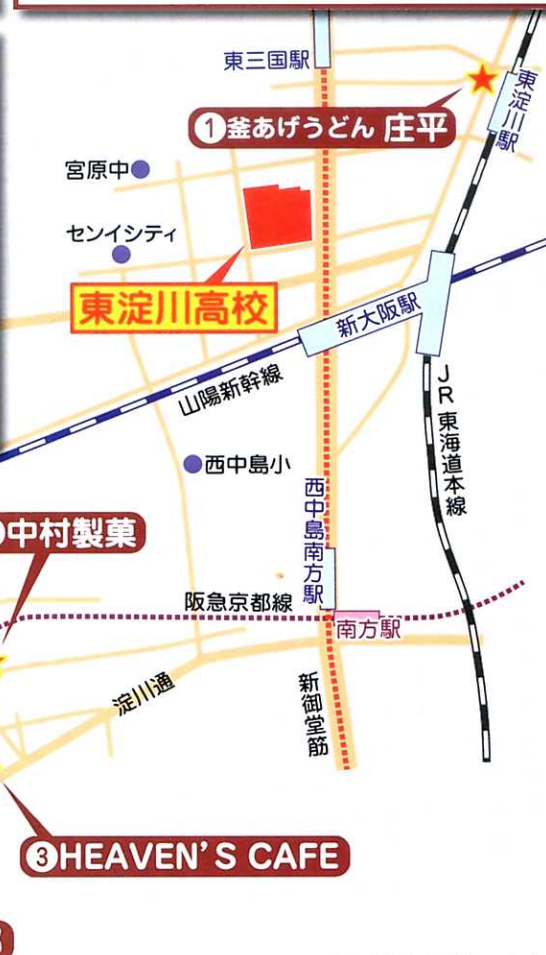 東三国駅
東淀川駅
①釜あげうどん 庄平
宮原中
センイシティ
東淀川高校
新大阪駅
山陽新幹線
JR東海道本線
西中島小
西中島南方駅
中村製菓
阪急京都線
南方駅
淀川通
新御堂筋
③HEAVEN'S CAFE